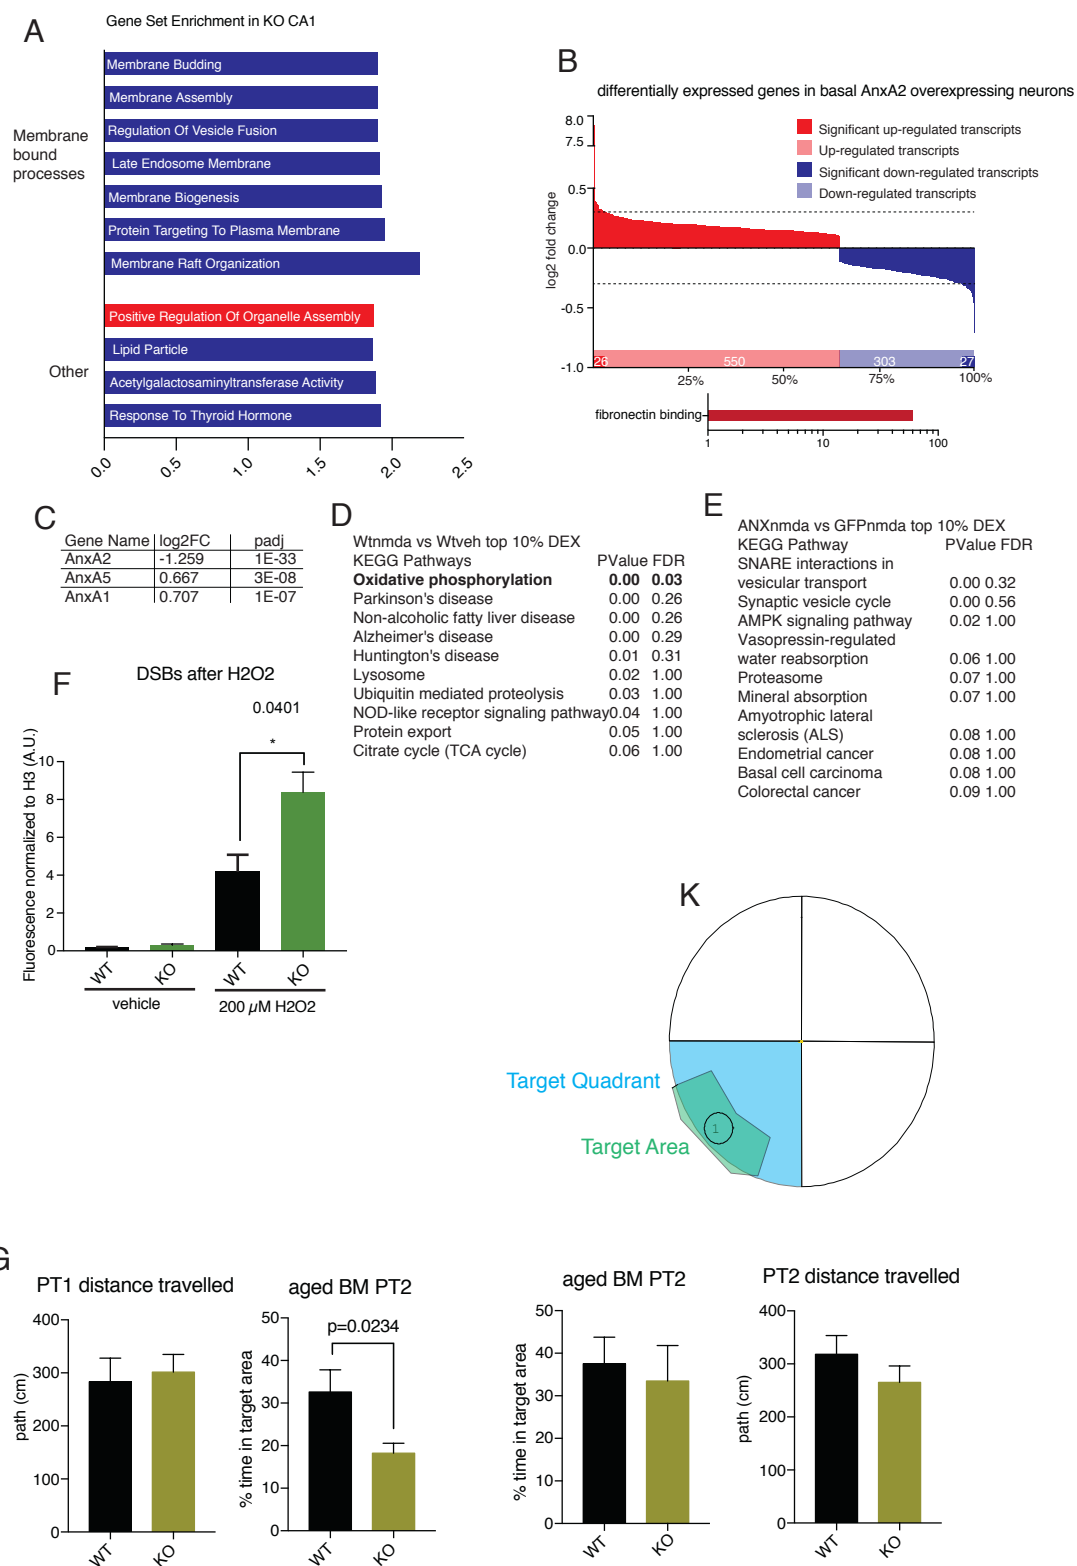 A
Gene Set Enrichment in KO CA1
Membrane bound processes
Membrane Budding
Membrane Assembly
Regulation Of Vesicle Fusion
Late Endosome Membrane
Membrane Biogenesis
Protein Targeting To Plasma Membrane
Membrane Raft Organization
Other
Positive Regulation Of Organelle Assembly
Lipid Particle
Acetylgalactosaminyltransferase Activity
Response To Thyroid Hormone
0.0 0.5 1.0 1.5 2.0 2.5
B
differentially expressed genes in basal AnxA2 overexpressing neurons
Significant up-regulated transcripts
Up-regulated transcripts
Significant down-regulated transcripts
Down-regulated transcripts
log2 fold change
8.0
7.5
0.5
0.0
-0.5
-1.0
26 550 303 27
25% 50% 75% 100%
fibronectin binding
1 10 100
C
Gene Name log2FC padj
AnxA2 -1.259 1E-33
AnxA5 0.667 3E-08
AnxA1 0.707 1E-07
D
Wtnmda vs Wtveh top 10% DEX
KEGG Pathways PValue FDR
Oxidative phosphorylation 0.00 0.03
Parkinson's disease 0.00 0.26
Non-alcoholic fatty liver disease 0.00 0.26
Alzheimer's disease 0.00 0.29
Huntington's disease 0.01 0.31
Lysosome 0.02 1.00
Ubiquitin mediated proteolysis 0.03 1.00
NOD-like receptor signaling pathway 0.04 1.00
Protein export 0.05 1.00
Citrate cycle (TCA cycle) 0.06 1.00
E
ANXnmda vs GFPnmda top 10% DEX
KEGG Pathway PValue FDR
SNARE interactions in
vesicular transport 0.00 0.32
Synaptic vesicle cycle 0.00 0.56
AMPK signaling pathway 0.02 1.00
Vasopressin-regulated
water reabsorption 0.06 1.00
Proteasome 0.07 1.00
Mineral absorption 0.07 1.00
Amyotrophic lateral
sclerosis (ALS) 0.08 1.00
Endometrial cancer 0.08 1.00
Basal cell carcinoma 0.08 1.00
Colorectal cancer 0.09 1.00
F
DSBs after H2O2
0.0401
*
Fluorescence normalized to H3 (A.U.)
10
8
6
4
2
0
WT KO WT KO
vehicle 200 µM H2O2
K
Target Quadrant
Target Area
1
G
PT1 distance travelled
path (cm)
400
300
200
100
0
WT KO
aged BM PT2
p=0.0234
% time in target area
50
40
30
20
10
0
WT KO
aged BM PT2
% time in target area
50
40
30
20
10
0
WT KO
PT2 distance travelled
path (cm)
400
300
200
100
0
WT KO